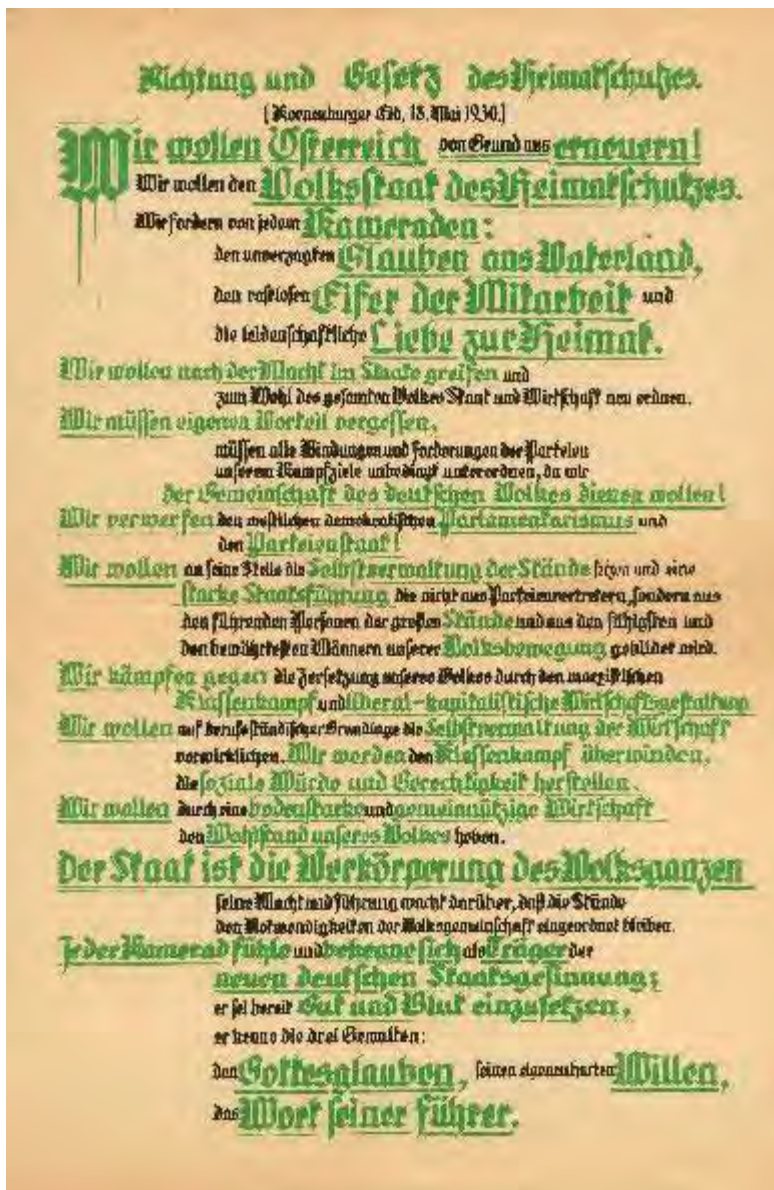 Richtung und Gesetz des Heimatschutzes.
[Korneuburger Eid, 18. Mai 1930.]
Wir wollen Österreich von Grund aus erneuern!
Wir wollen den Volksstaat des Heimatschutzes.
Wir fordern von jedem Kameraden:
den unverzagten Glauben ans Vaterland,
den rastlosen Eifer der Mitarbeit und
die leidenschaftliche Liebe zur Heimat.
Wir wollen nach der Macht im Staate greifen und
zum Wohl des gesamten Volkes Staat und Wirtschaft neu ordnen.
Wir müssen eigenen Vorteil vergessen,
müssen alle Bindungen und Forderungen der Parteien
unserem Kampfziele unbedingt unterordnen, da wir
der Gemeinschaft des deutschen Volkes dienen wollen!
Wir verwerfen den westlichen demokratischen Parlamentarismus und
den Parteienstaat!
Wir wollen an seine Stelle die Selbstverwaltung der Stände setzen und eine
starke Staatsführung die nicht aus Parteienvertretern, sondern aus
den führenden Personen der großen Stände und aus den fähigsten und
den bewährtesten Männern unserer Volksbewegung gebildet wird.
Wir kämpfen gegen die Zersetzung unseres Volkes durch den marxistischen
Klassenkampf und liberal-kapitalistische Wirtschaftsgestaltung
Wir wollen auf berufsständischer Grundlage die Selbstverwaltung der Wirtschaft
verwirklichen. Wir werden den Klassenkampf überwinden,
die soziale Würde und Gerechtigkeit herstellen.
Wir wollen durch eine bodenstarke und gemeinnützige Wirtschaft
den Wohlstand unseres Volkes heben.
Der Staat ist die Verkörperung des Volksganzen
seine Macht und Führung wacht darüber, daß die Stände
den Notwendigkeiten der Volksgemeinschaft eingeordnet bleiben.
Jeder Kamerad fühle und bekenne sich als Träger der
neuen deutschen Staatsgesinnung;
er sei bereit Gut und Blut einzusetzen,
er kenne die drei Gewalten:
den Gottesglauben, seinen eigenen harten Willen,
das Wort seiner Führer.